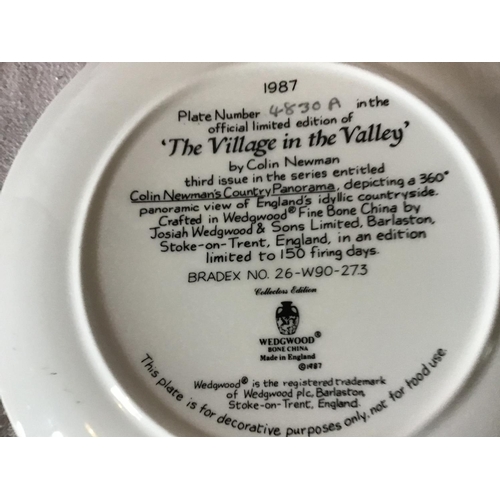 1987
Plate Number 4830A in the
official limited edition of
'The Village in the Valley'
by Colin Newman
third issue in the series entitled
Colin Newman's Country Panorama, depicting a 360°
panoramic view of England's idyllic countryside.
Crafted in Wedgwood® Fine Bone China by
Josiah Wedgwood & Sons Limited, Barlaston,
Stoke-on-Trent, England, in an edition
limited to 150 firing days.
BRADEX NO. 26-W90-27.3
Collectors Edition
WEDGWOOD®
BONE CHINA
Made in England
©1987
Wedgwood® is the registered trademark
of Wedgwood plc, Barlaston,
Stoke-on-Trent, England.
This plate is for decorative purposes only, not for food use.